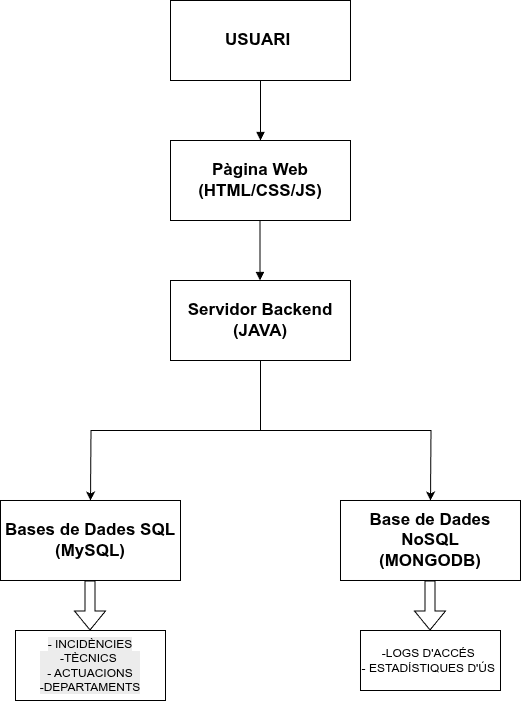 USUARI
Pàgina Web
(HTML/CSS/JS)
Servidor Backend
(JAVA)
Bases de Dades SQL
(MySQL)
Base de Dades
NoSQL
(MONGODB)
- INCIDÈNCIES
-TÈCNICS
- ACTUACIONS
-DEPARTAMENTS
-LOGS D'ACCÉS
- ESTADÍSTIQUES D'ÚS